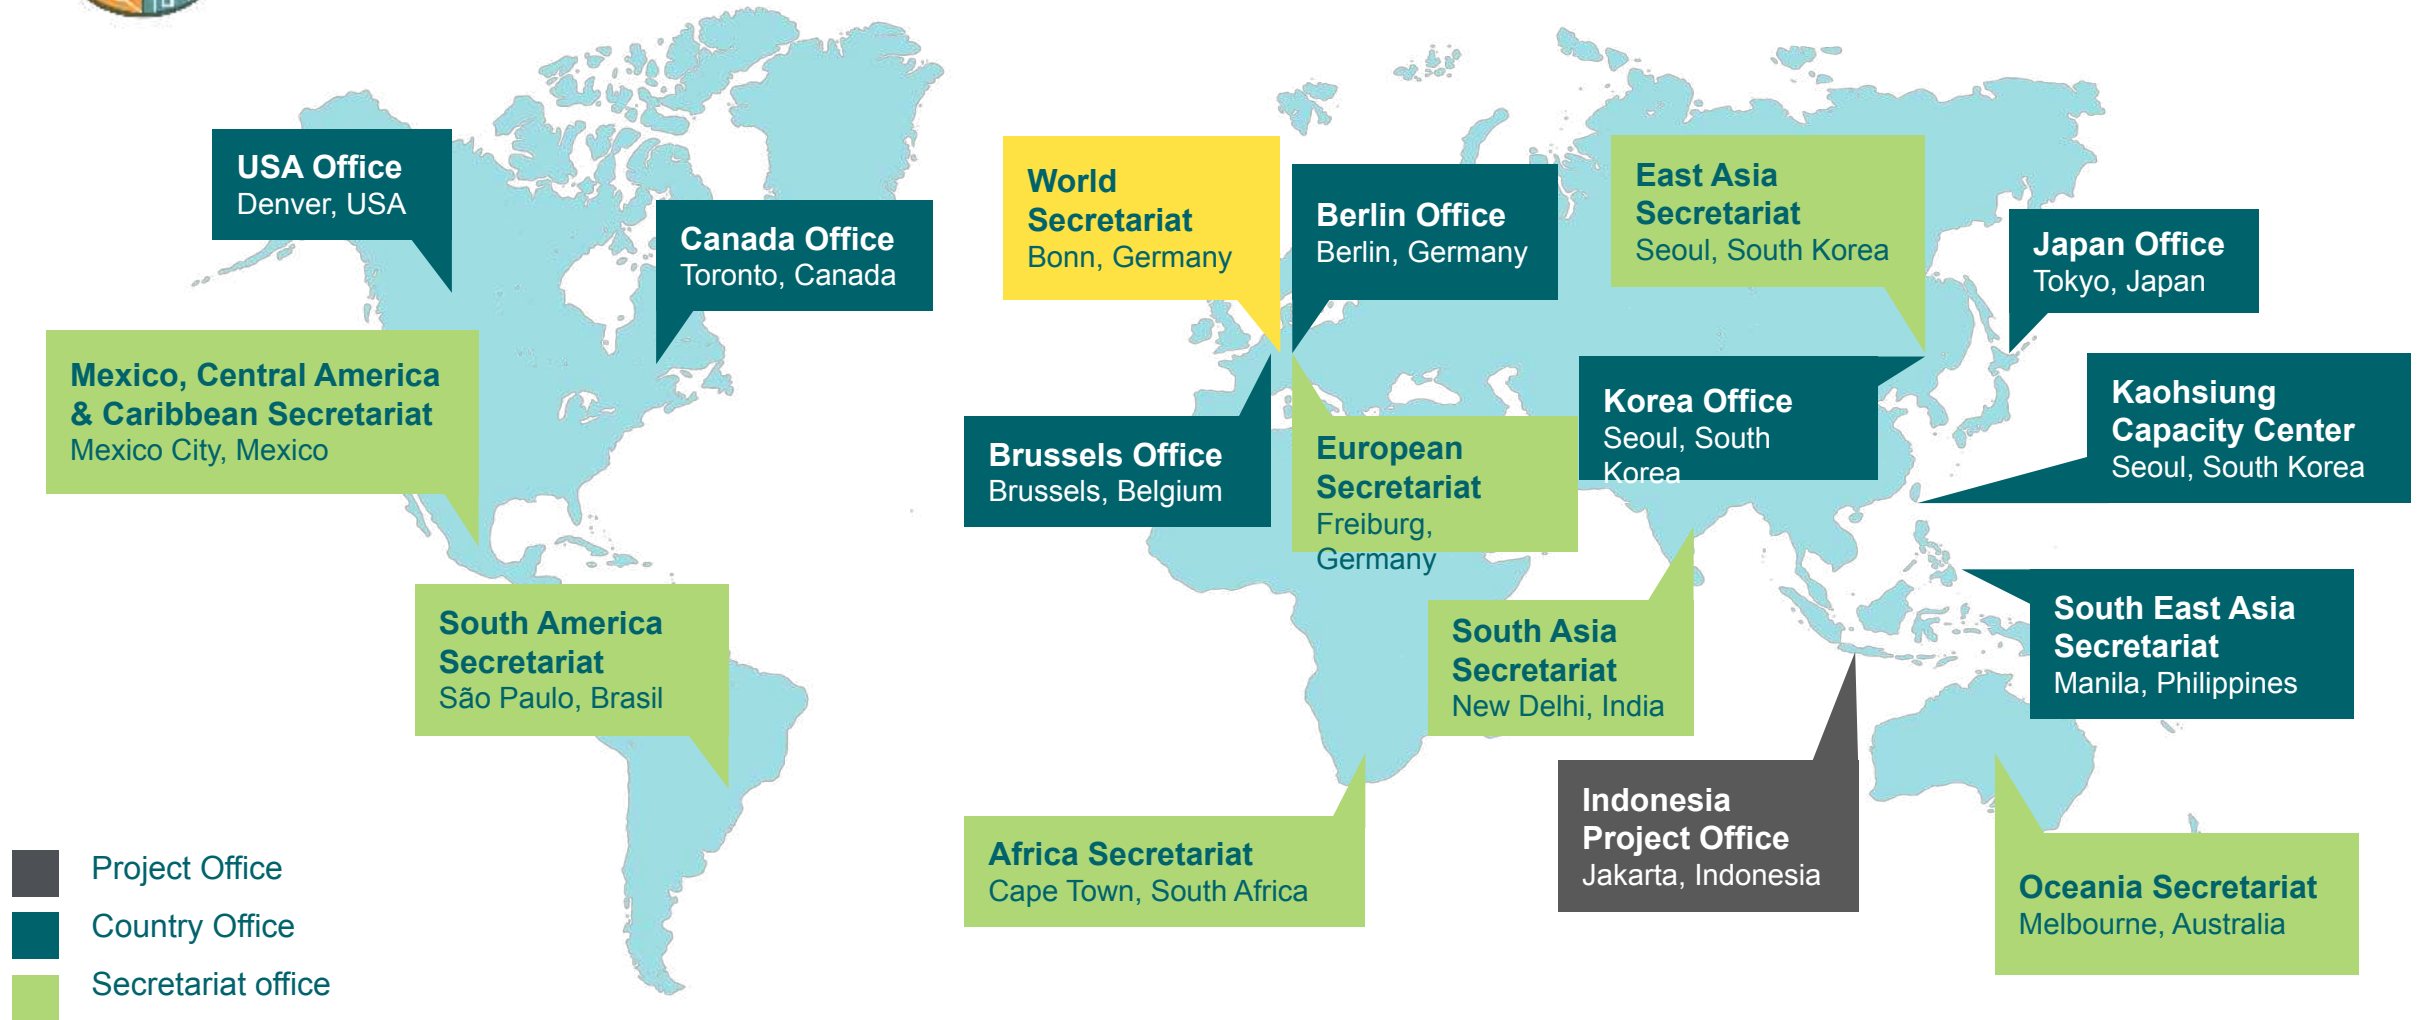 USA Office
Denver, USA
Canada Office
Toronto, Canada
Mexico, Central America
& Caribbean Secretariat
Mexico City, Mexico
South America
Secretariat
São Paulo, Brasil
World
Secretariat
Bonn, Germany
Berlin Office
Berlin, Germany
East Asia
Secretariat
Seoul, South Korea
Japan Office
Tokyo, Japan
Brussels Office
Brussels, Belgium
European
Secretariat
Freiburg,
Germany
Korea Office
Seoul, South
Korea
Kaohsiung
Capacity Center
Seoul, South Korea
South Asia
Secretariat
New Delhi, India
South East Asia
Secretariat
Manila, Philippines
Africa Secretariat
Cape Town, South Africa
Indonesia
Project Office
Jakarta, Indonesia
Oceania Secretariat
Melbourne, Australia
Project Office
Country Office
Secretariat office